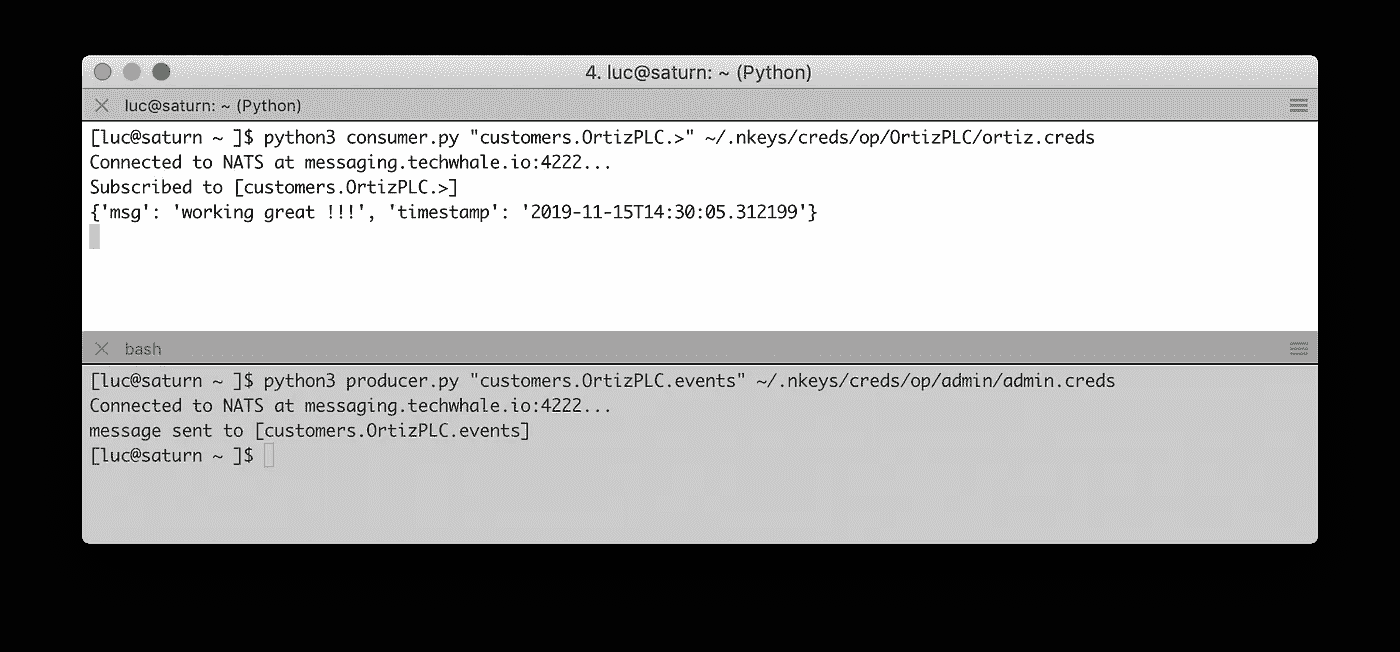 4. luc@saturn: ~ (Python)
luc@saturn: ~ (Python)
[luc@saturn ~ ]$ python3 consumer.py "customers.OrtizPLC.>" ~/.nkeys/creds/op/OrtizPLC/ortiz.creds
Connected to NATS at messaging.techwhale.io:4222...
Subscribed to [customers.OrtizPLC.>]
{'msg': 'working great !!!', 'timestamp': '2019-11-15T14:30:05.312199'}
bash
[luc@saturn ~ ]$ python3 producer.py "customers.OrtizPLC.events" ~/.nkeys/creds/op/admin/admin.creds
Connected to NATS at messaging.techwhale.io:4222...
message sent to [customers.OrtizPLC.events]
[luc@saturn ~ ]$